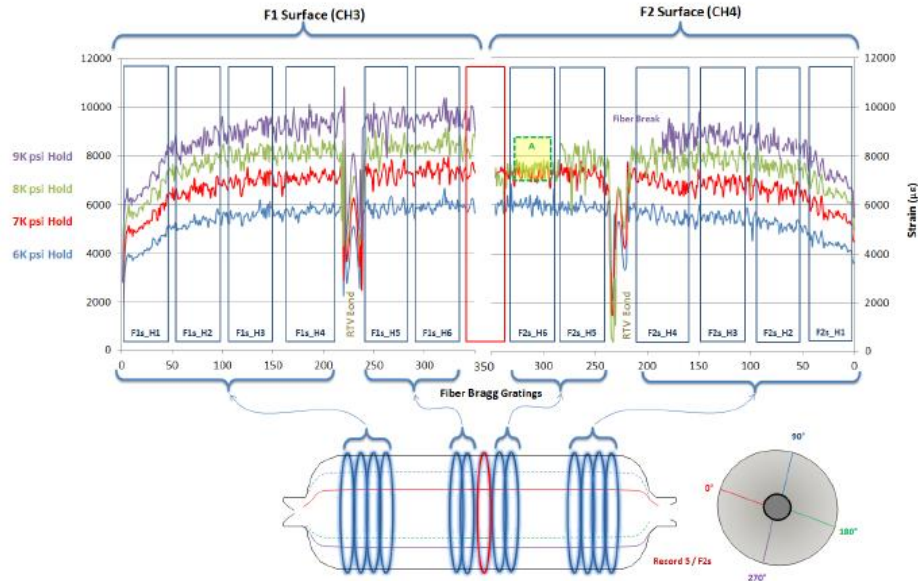 F1 Surface (CH3)
F2 Surface (CH4)
12000
10000
8000
6000
4000
2000
0
12000
10000
8000
6000
4000
2000
0
Strain (µε)
9K psi Hold
8K psi Hold
7K psi Hold
6K psi Hold
Fiber Break
A
RTV Bond
RTV Bond
F1s_H1
F1s_H2
F1s_H3
F1s_H4
F1s_H5
F1s_H6
F2s_H6
F2s_H5
F2s_H4
F2s_H3
F2s_H2
F2s_H1
0 50 100 150 200 250 300 350 300 250 200 150 100 50 0
Fiber Bragg Gratings
90°
0°
180°
270°
Record 5 / F2s